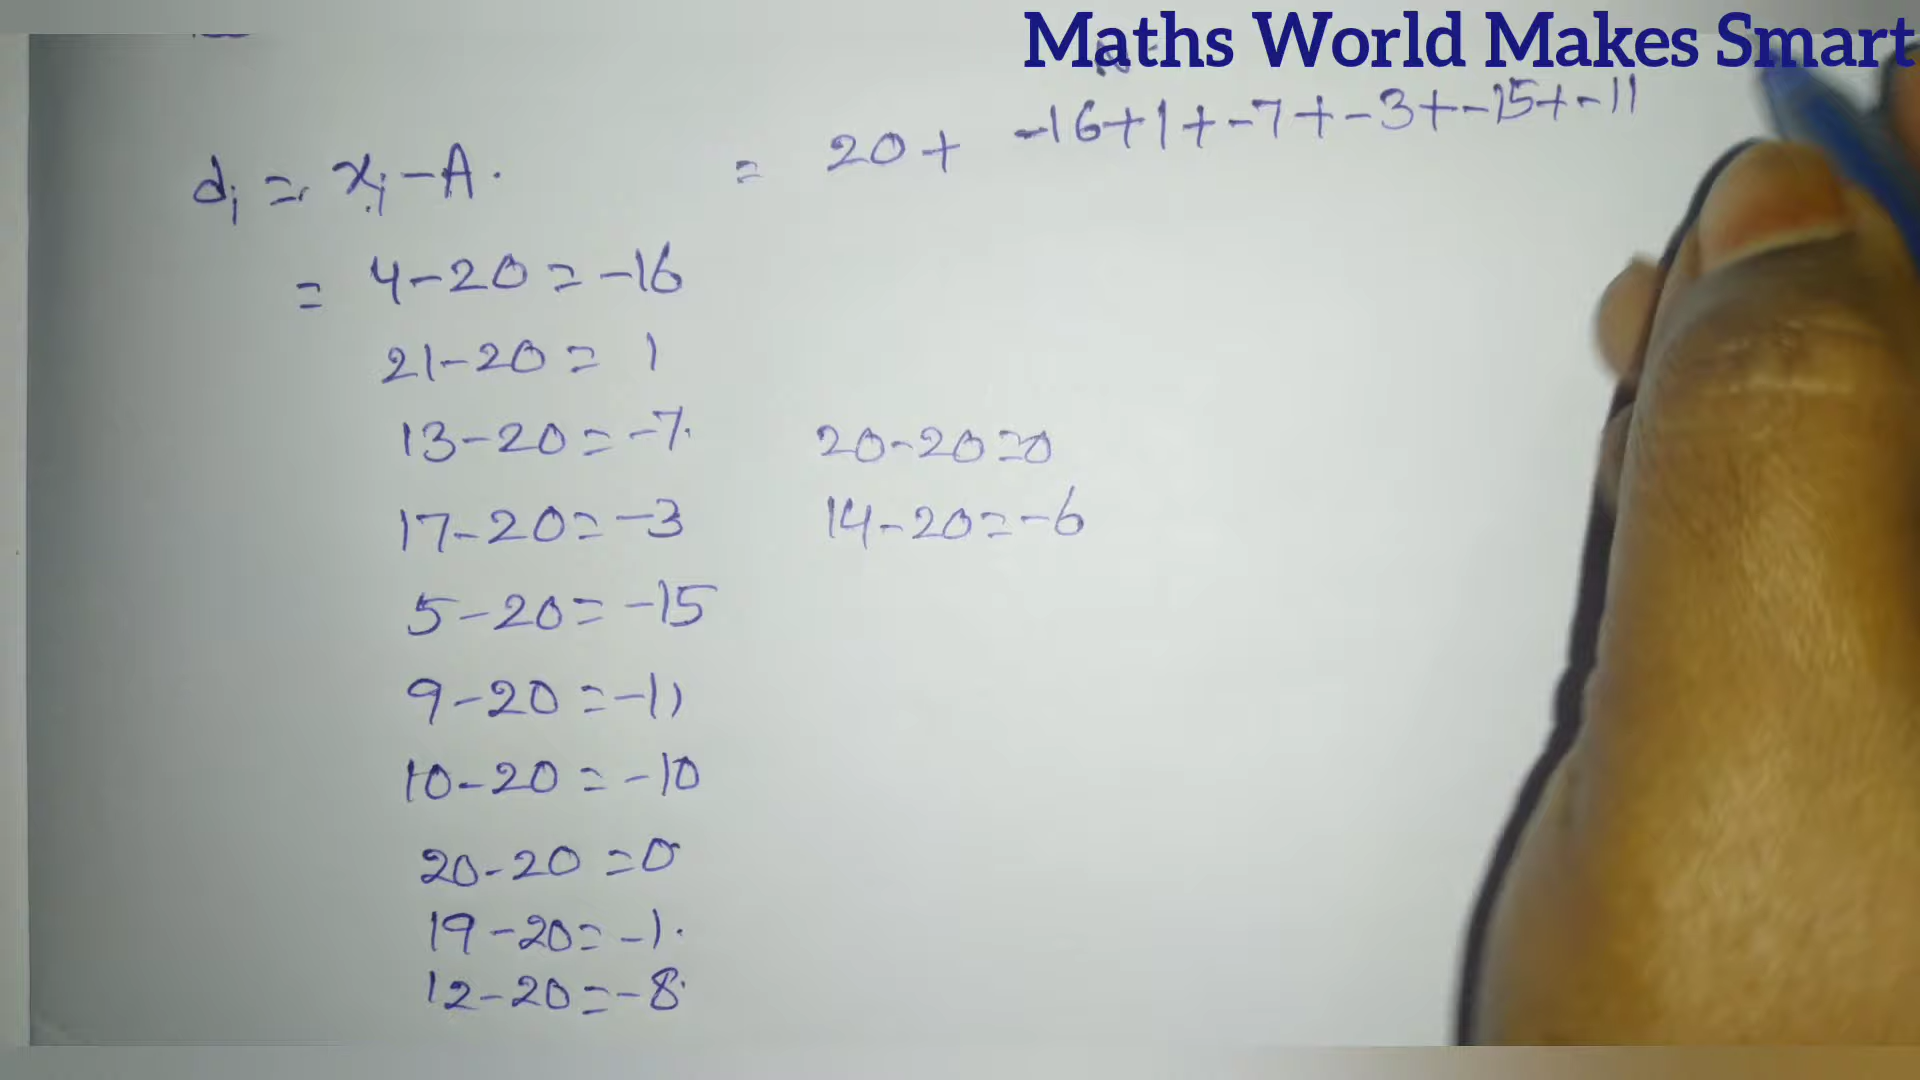 Maths World Makes Smart
= 20 + -16+1+-7+-3+-15+-11
di = xi - A.
= 4-20 = -16
21-20 = 1
13-20 = -7.
20-20=0
17-20= -3
14-20=-6
5-20= -15
9-20 = -11
10-20 = -10
20-20 =0
19-20= -1.
12-20= -8.